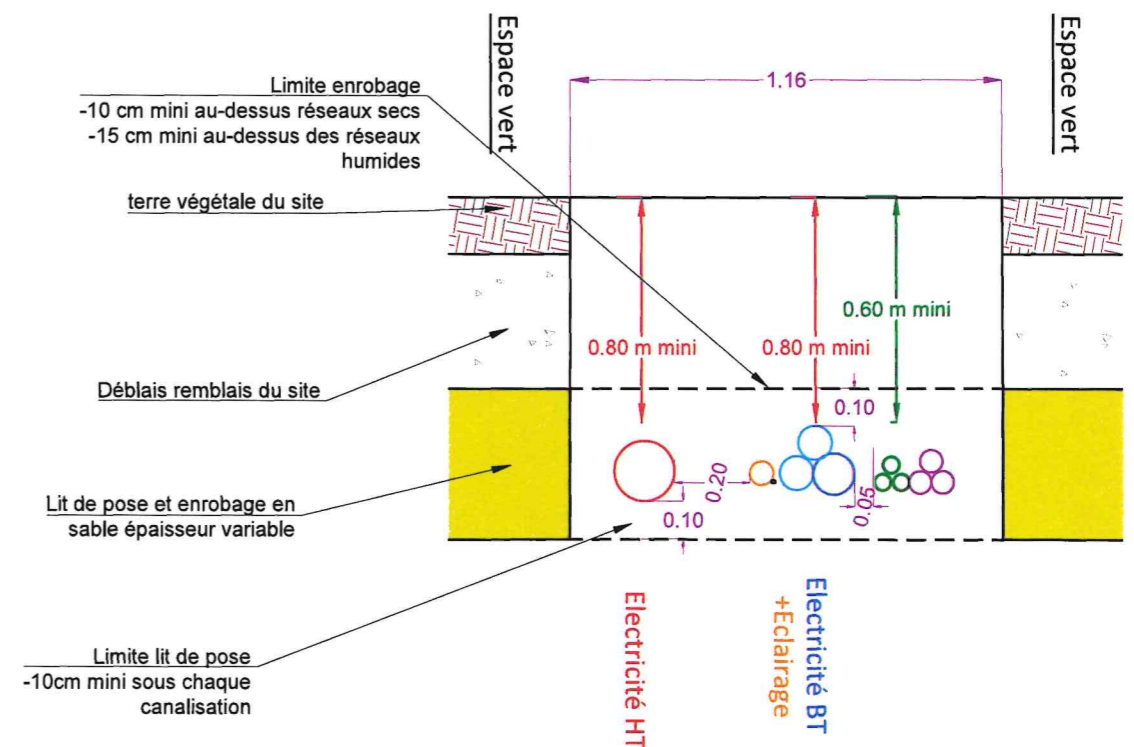 Espace vert
Espace vert
1.16
Limite enrobage
-10 cm mini au-dessus réseaux secs
-15 cm mini au-dessus des réseaux
humides
terre végétale du site
0.60 m mini
0.80 m mini
0.80 m mini
Déblais remblais du site
0.10
0.20
0.05
0.10
Lit de pose et enrobage en
sable épaisseur variable
Limite lit de pose
-10cm mini sous chaque
canalisation
Electricité HT
Electricité BT
+Eclairage